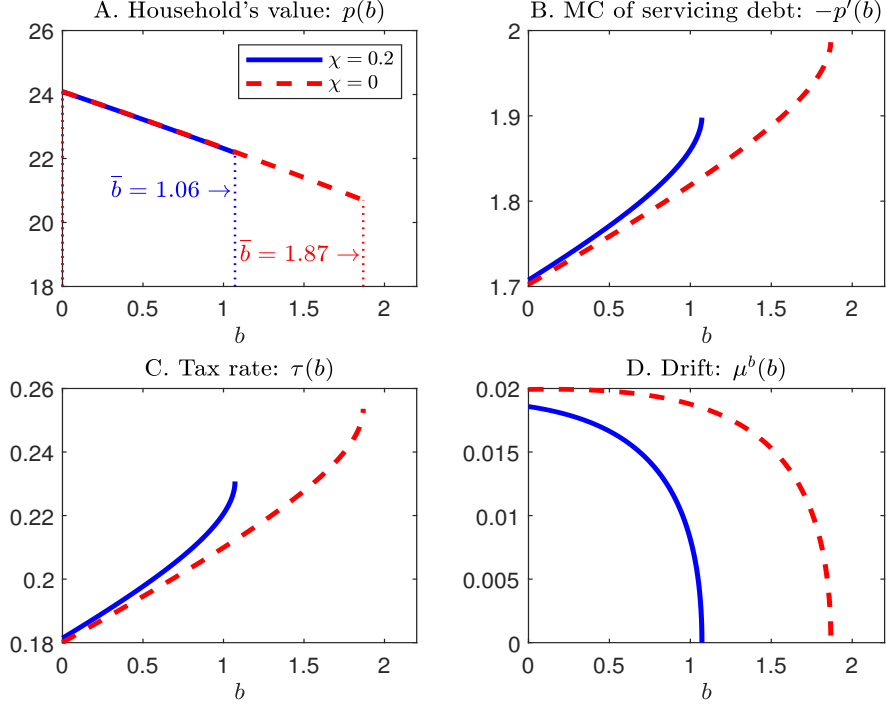 A. Household's value: p(b)
26
24
22
20
18
χ = 0.2
χ = 0
b̅ = 1.06 →
b̅ = 1.87 →
0 0.5 1 1.5 2
b
B. MC of servicing debt: −p′(b)
2
1.9
1.8
1.7
0 0.5 1 1.5 2
b
C. Tax rate: τ(b)
0.26
0.24
0.22
0.2
0.18
0 0.5 1 1.5 2
b
D. Drift: μᵇ(b)
0.02
0.015
0.01
0.005
0
0 0.5 1 1.5 2
b